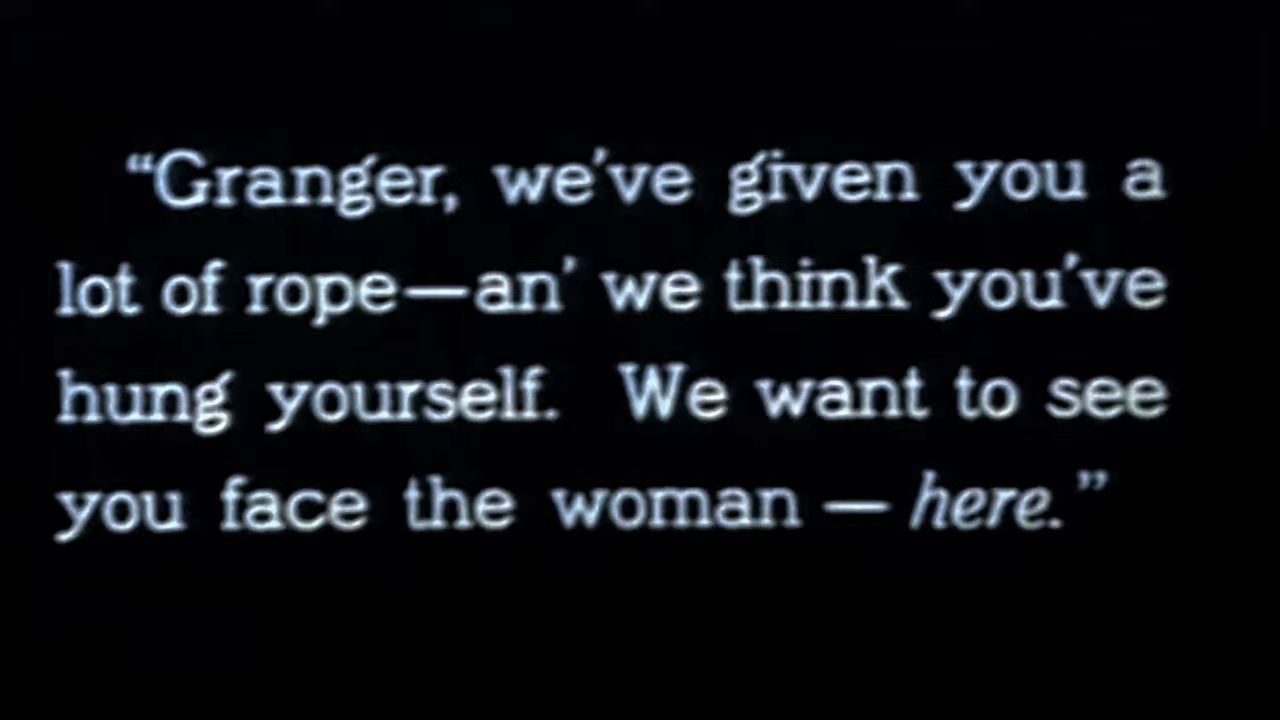 “Granger, we’ve given you a
lot of rope—an’ we think you’ve
hung yourself. We want to see
you face the woman — here.”